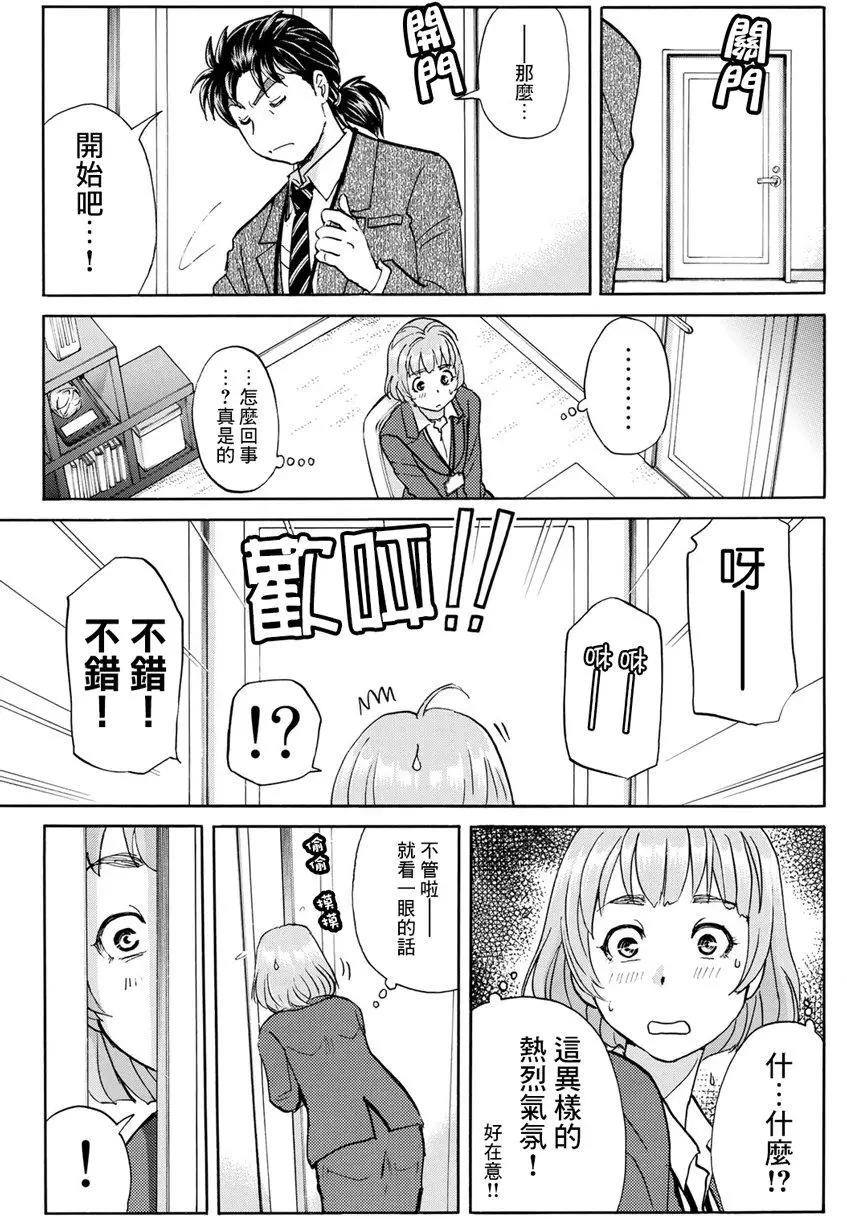 關門
——那麼…
開門
開始吧…！
………
…怎麼回事
…？真是的
呀——
咻——咻——
歡呼!!
!?
不錯！
不錯！
什…什麼!?
這異樣的
熱烈氣氛！
好在意!!
不管啦——
就看一眼的話
偷偷
摸摸
！